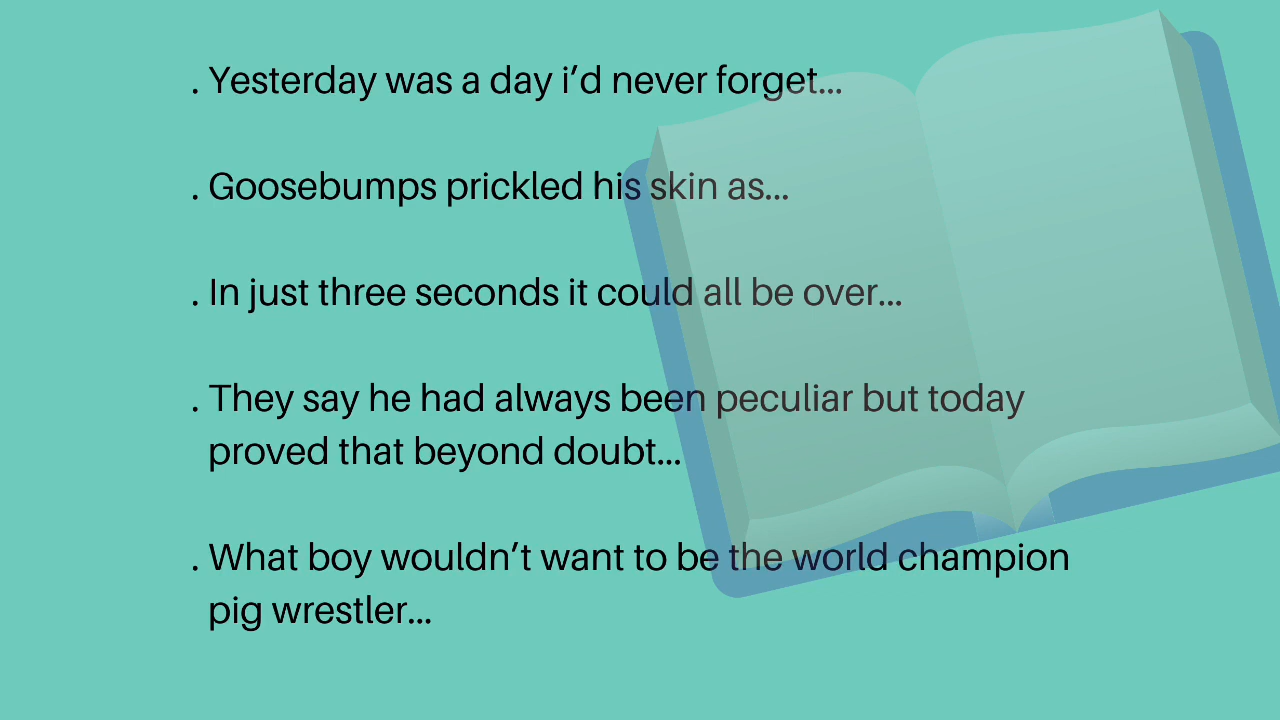 . Yesterday was a day i’d never forget...
. Goosebumps prickled his skin as...
. In just three seconds it could all be over...
. They say he had always been peculiar but today
proved that beyond doubt...
. What boy wouldn’t want to be the world champion
pig wrestler...